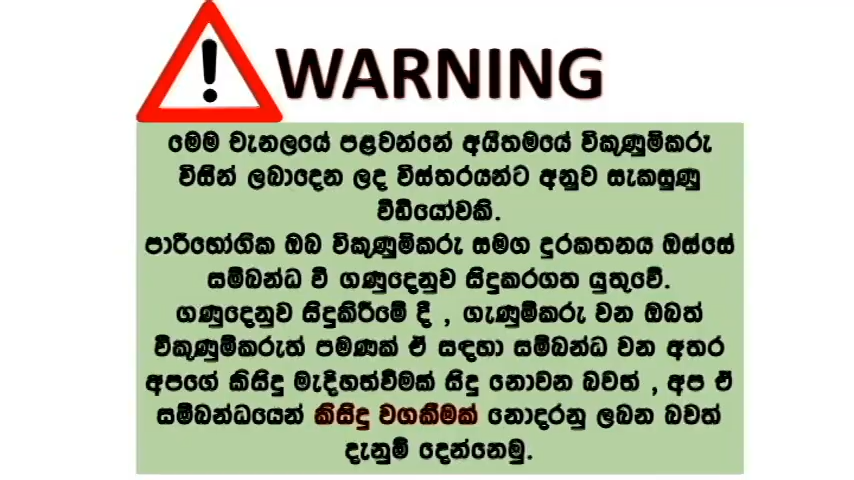 WARNING
මෙම චැනලයේ පළවන්නේ අයිතමයේ විකුණුම්කරු
විසින් ලබාදෙන ලද විස්තරයන්ට අනුව සැකසුණු
වීඩියෝවකි.
පාරිභෝගික ඔබ විකුණුම්කරු සමග දුරකතනය ඔස්සේ
සම්බන්ධ වී ගණුදෙනුව සිදුකරගත යුතුවේ.
ගණුදෙනුව සිදුකිරීමේ දී , ගැණුම්කරු වන ඔබත්
විකුණුම්කරුත් පමණක් ඒ සඳහා සම්බන්ධ වන අතර
අපගේ කිසිදු මැදිහත්වීමක් සිදු නොවන බවත් , අප ඒ
සම්බන්ධයෙන් කිසිදු වගකීමක් නොදරනු ලබන බවත්
දැනුම් දෙන්නෙමු.